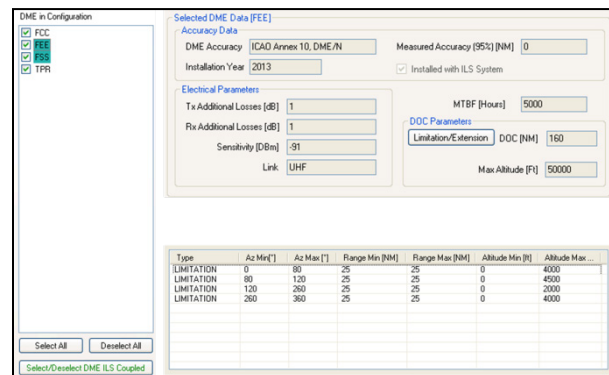 DME in Configuration
FCC
FEE
FSS
TPR
Select All Deselect All
Select/Deselect DME ILS Coupled
Selected DME Data [FEE]
Accuracy Data
DME Accuracy ICAO Annex 10, DME/N Measured Accuracy (95%) [NM] 0
Installation Year 2013 Installed with ILS System
Electrical Parameters
Tx Additional Losses [dB] 1
Rx Additional Losses [dB] 1
Sensitivity [DBm] -91
Link UHF
MTBF [Hours] 5000
DOC Parameters
Limitation/Extension DOC [NM] 160
Max Altitude [Ft] 50000
Type Az Min[°] Az Max [°] Range Min [NM] Range Max [NM] Altitude Min [ft] Altitude Max ...
LIMITATION 0 80 25 25 0 4000
LIMITATION 80 120 25 25 0 4500
LIMITATION 120 260 25 25 0 2000
LIMITATION 260 360 25 25 0 4000